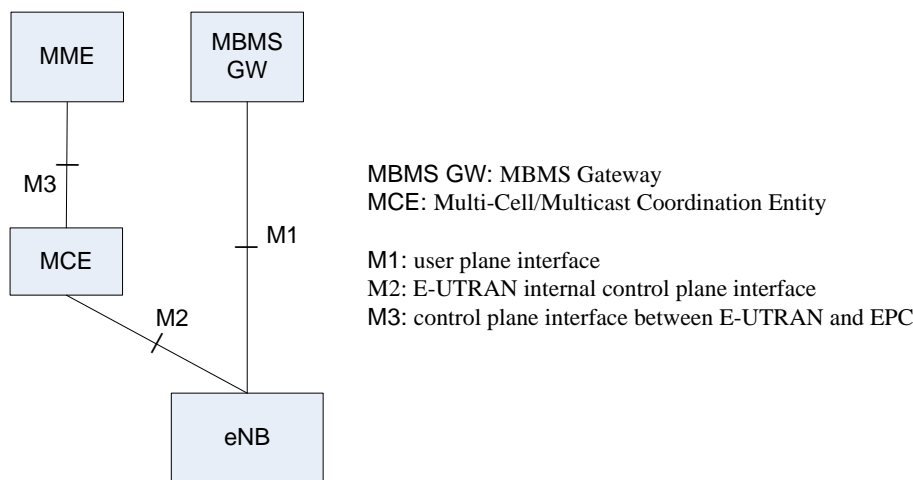 MME
MBMS
GW
M3
M1
MCE
M2
eNB
MBMS GW: MBMS Gateway
MCE: Multi-Cell/Multicast Coordination Entity
M1: user plane interface
M2: E-UTRAN internal control plane interface
M3: control plane interface between E-UTRAN and EPC